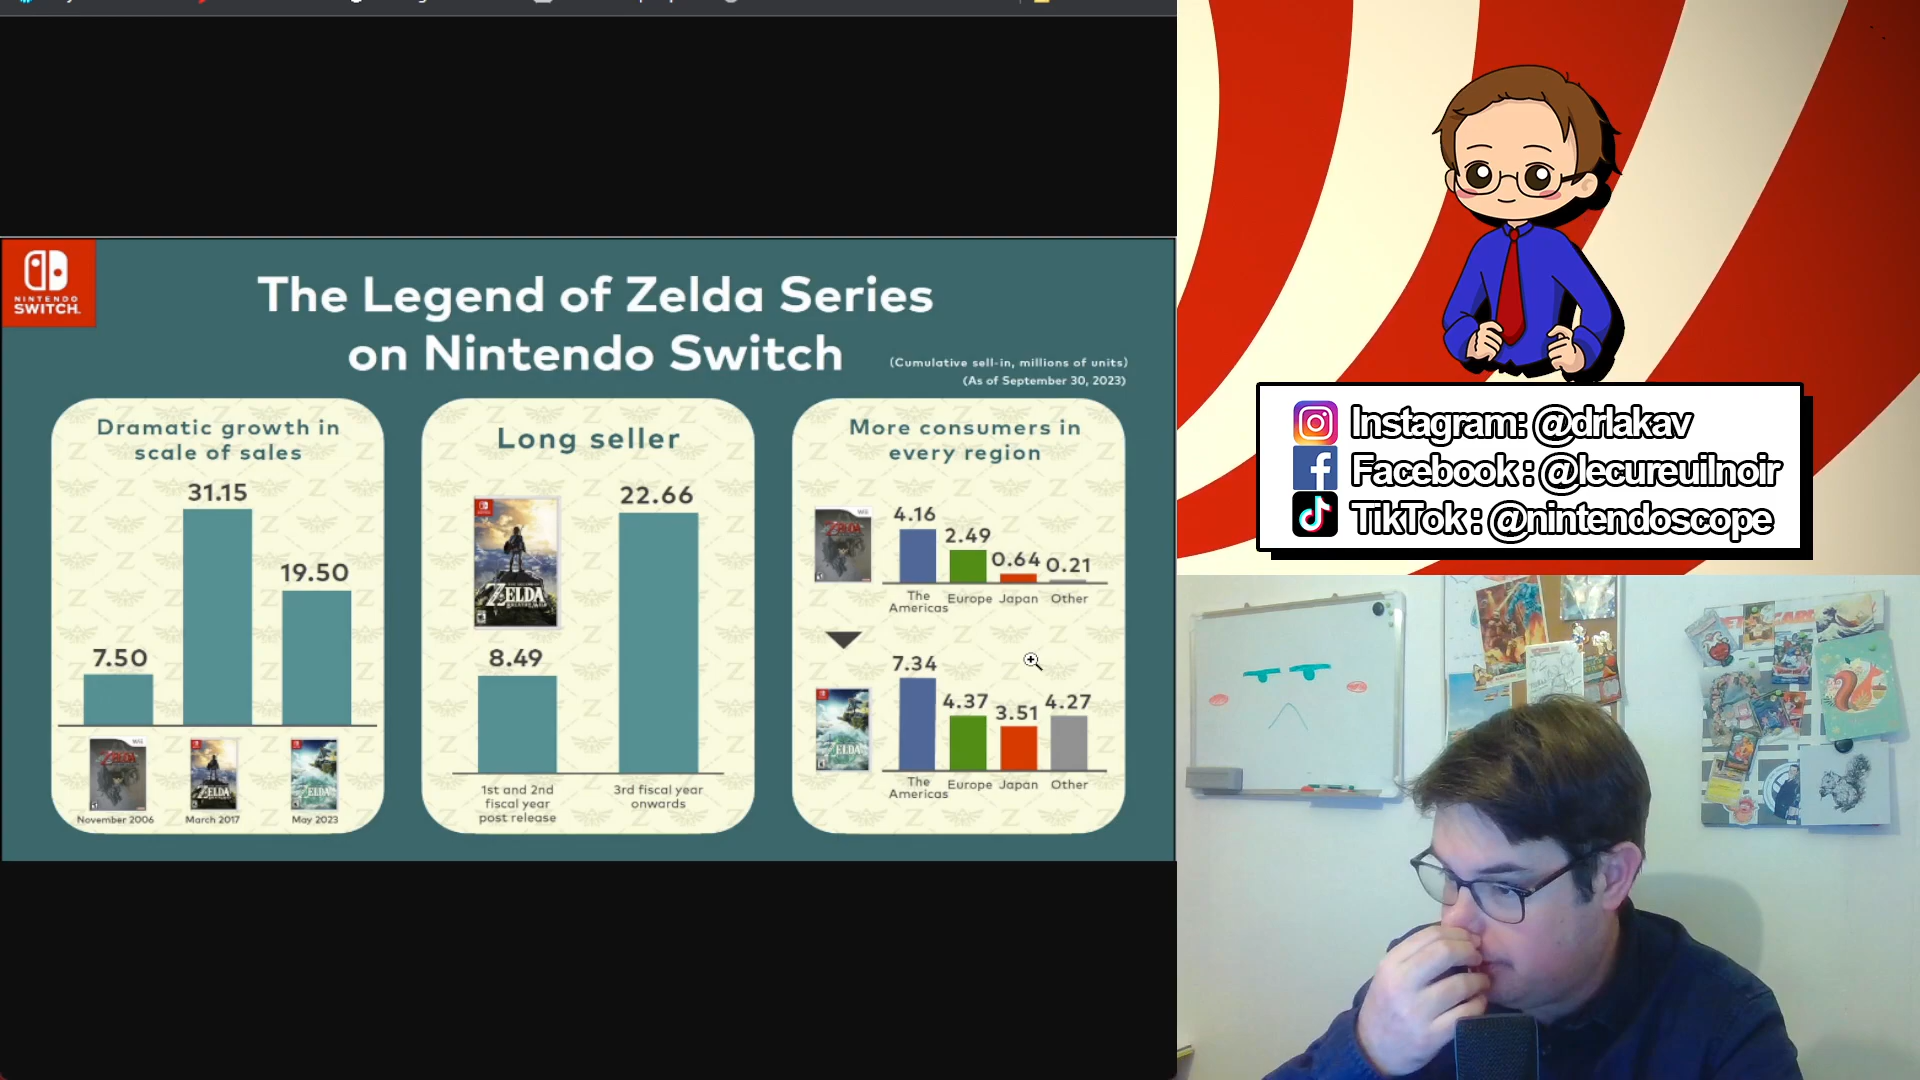 NINTENDO
SWITCH.
The Legend of Zelda Series
on Nintendo Switch
(Cumulative sell-in, millions of units)
(As of September 30, 2023)
Dramatic growth in
scale of sales
31.15
19.50
7.50
November 2006
March 2017
May 2023
Long seller
22.66
ZELDA
8.49
1st and 2nd
fiscal year
post release
3rd fiscal year
onwards
More consumers in
every region
4.16
2.49
0.64
0.21
The
Americas
Europe
Japan
Other
7.34
4.37
3.51
4.27
The
Americas
Europe
Japan
Other
Instagram: @drlakav
Facebook : @lecureuilnoir
TikTok : @nintendoscope